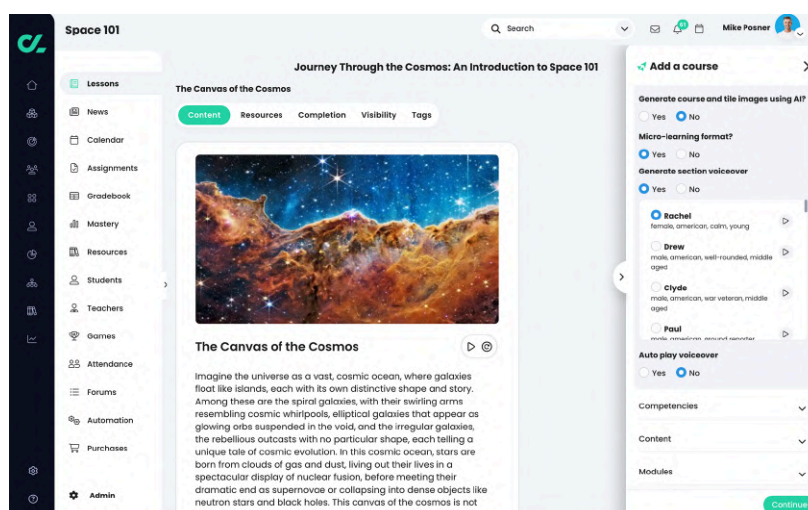 Space 101
Search
61
Mike Posner
Lessons
News
Calendar
Assignments
Gradebook
Mastery
Resources
Students
Teachers
Games
Attendance
Forums
Automation
Purchases
Admin
Journey Through the Cosmos: An Introduction to Space 101
The Canvas of the Cosmos
Content Resources Completion Visibility Tags
The Canvas of the Cosmos
Imagine the universe as a vast, cosmic ocean, where galaxies
float like islands, each with its own distinctive shape and story.
Among these are the spiral galaxies, with their swirling arms
resembling cosmic whirlpools, elliptical galaxies that appear as
glowing orbs suspended in the void, and the irregular galaxies,
the rebellious outcasts with no particular shape, each telling a
unique tale of cosmic evolution. In this cosmic ocean, stars are
born from clouds of gas and dust, living out their lives in a
spectacular display of nuclear fusion, before meeting their
dramatic end as supernovae or collapsing into dense objects like
neutron stars and black holes. This canvas of the cosmos is not
Add a course
Generate course and tile images using AI?
Yes No
Micro-learning format?
Yes No
Generate section voiceover
Yes No
Rachel
female, american, calm, young
Drew
male, american, well-rounded, middle
aged
Clyde
male, american, war veteran, middle
aged
Paul
male, american, ground reporter
Auto play voiceover
Yes No
Competencies
Content
Modules
Continue